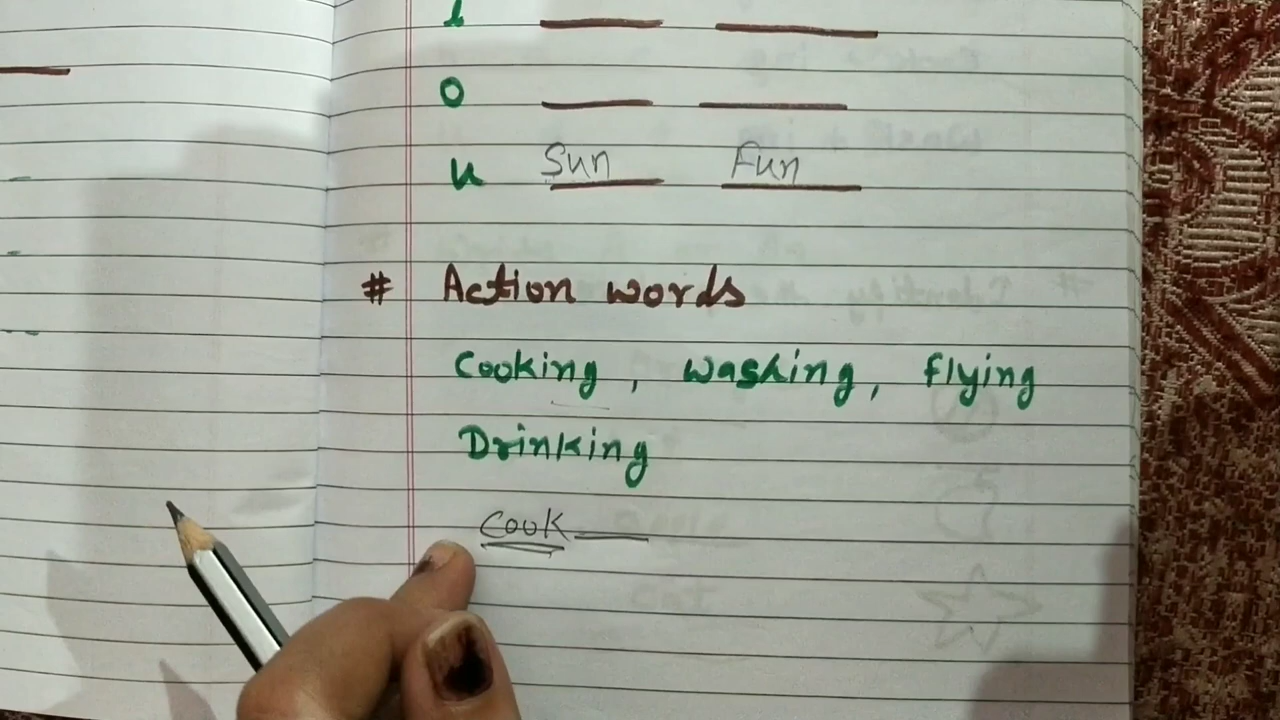 i
o
u Sun Fun
# Action words
Cooking , washing, flying
Drinking
Cook